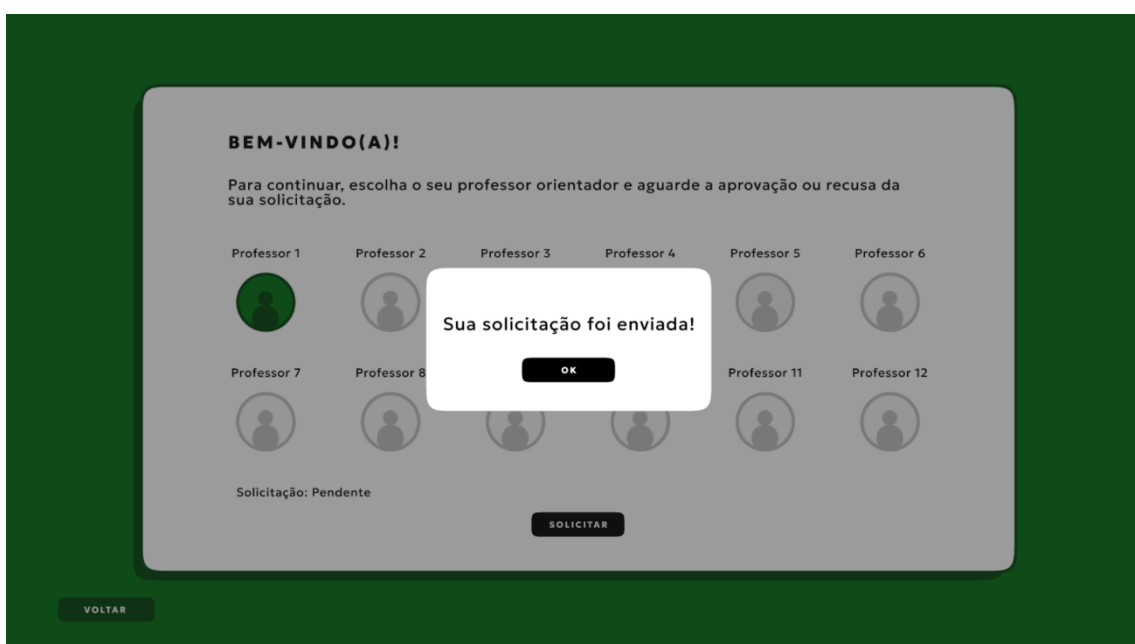 BEM-VINDO(A)!
Para continuar, escolha o seu professor orientador e aguarde a aprovação ou recusa da
sua solicitação.
Professor 1
Professor 2
Professor 3
Professor 4
Professor 5
Professor 6
Sua solicitação foi enviada!
OK
Professor 7
Professor 8
Professor 11
Professor 12
Solicitação: Pendente
SOLICITAR
VOLTAR